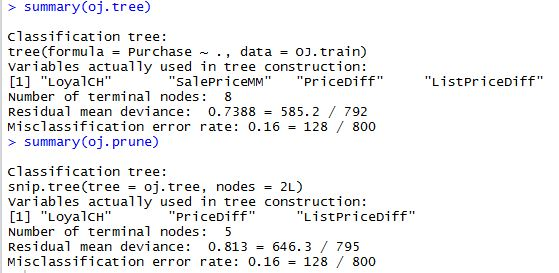 > summary(oj.tree)
Classification tree:
tree(formula = Purchase ~ ., data = OJ.train)
Variables actually used in tree construction:
[1] "LoyalCH" "SalePriceMM" "PriceDiff" "ListPriceDiff"
Number of terminal nodes: 8
Residual mean deviance: 0.7388 = 585.2 / 792
Misclassification error rate: 0.16 = 128 / 800
> summary(oj.prune)
Classification tree:
snip.tree(tree = oj.tree, nodes = 2L)
Variables actually used in tree construction:
[1] "LoyalCH" "PriceDiff" "ListPriceDiff"
Number of terminal nodes: 5
Residual mean deviance: 0.813 = 646.3 / 795
Misclassification error rate: 0.16 = 128 / 800